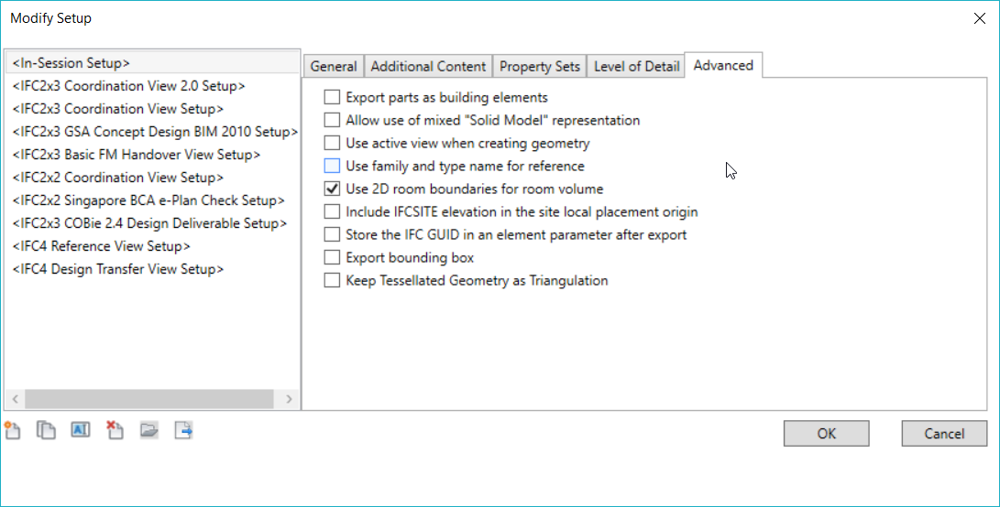 Modify Setup
<In-Session Setup>
<IFC2x3 Coordination View 2.0 Setup>
<IFC2x3 Coordination View Setup>
<IFC2x3 GSA Concept Design BIM 2010 Setup>
<IFC2x3 Basic FM Handover View Setup>
<IFC2x2 Coordination View Setup>
<IFC2x2 Singapore BCA e-Plan Check Setup>
<IFC2x3 COBie 2.4 Design Deliverable Setup>
<IFC4 Reference View Setup>
<IFC4 Design Transfer View Setup>
General Additional Content Property Sets Level of Detail Advanced
Export parts as building elements
Allow use of mixed "Solid Model" representation
Use active view when creating geometry
Use family and type name for reference
Use 2D room boundaries for room volume
Include IFCSITE elevation in the site local placement origin
Store the IFC GUID in an element parameter after export
Export bounding box
Keep Tessellated Geometry as Triangulation
AI
OK Cancel